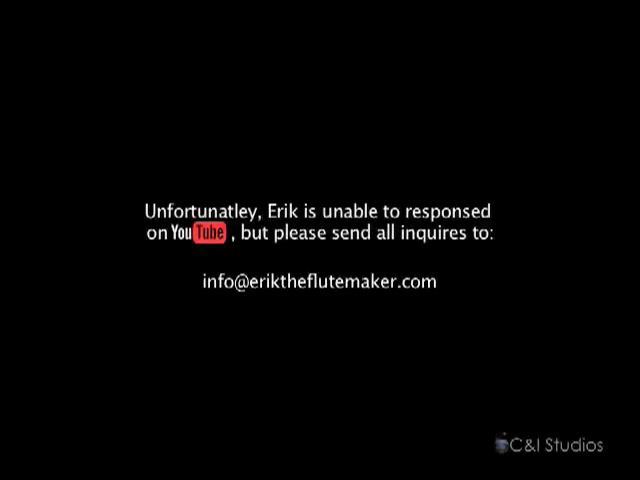 Unfortunatley, Erik is unable to responsed
on YouTube , but please send all inquires to:
info@eriktheflutemaker.com
C&I Studios